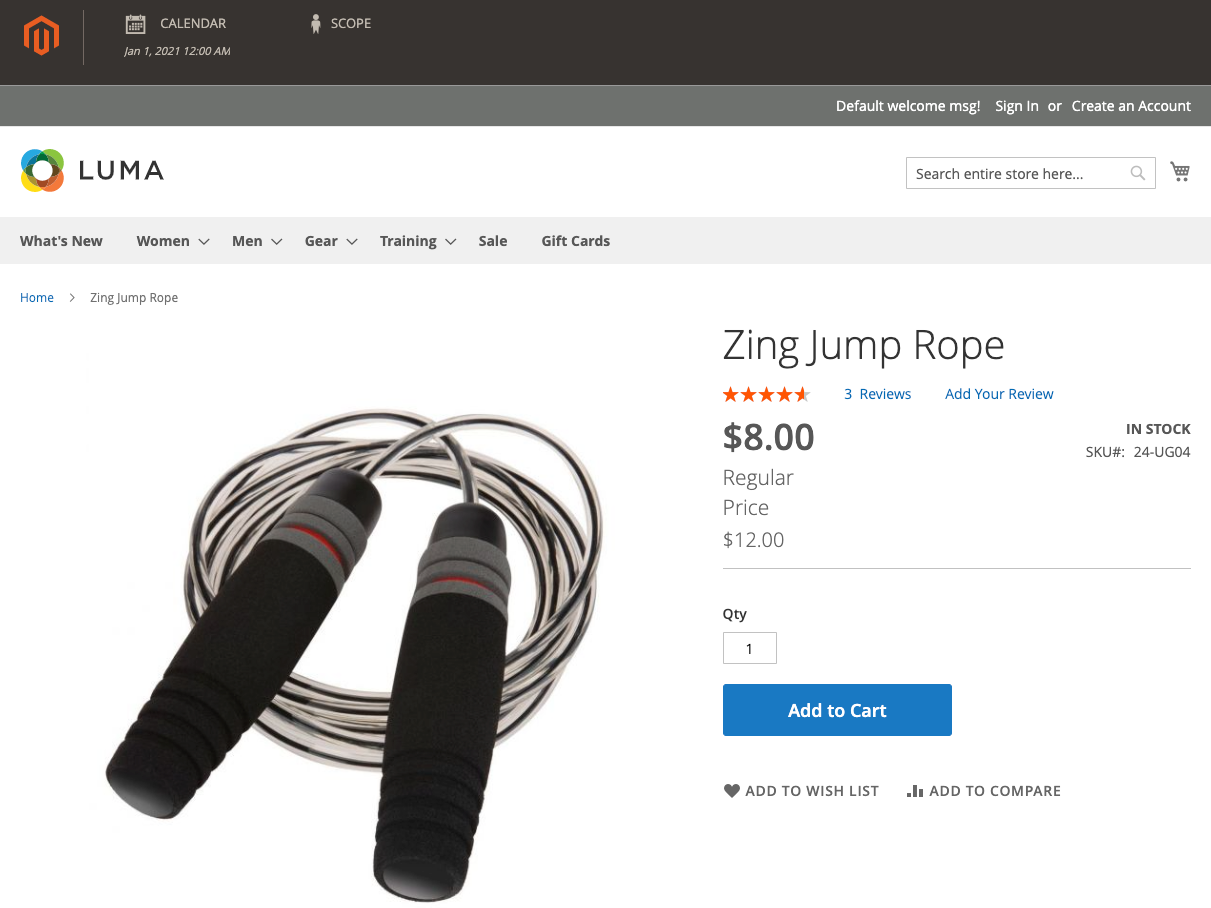 CALENDAR
SCOPE
Jan 1, 2021 12:00 AM
Default welcome msg! Sign In or Create an Account
LUMA
Search entire store here...
What's New Women Men Gear Training Sale Gift Cards
Home > Zing Jump Rope
Zing Jump Rope
3 Reviews Add Your Review
$8.00
IN STOCK
SKU#: 24-UG04
Regular
Price
$12.00
Qty
1
Add to Cart
ADD TO WISH LIST ADD TO COMPARE